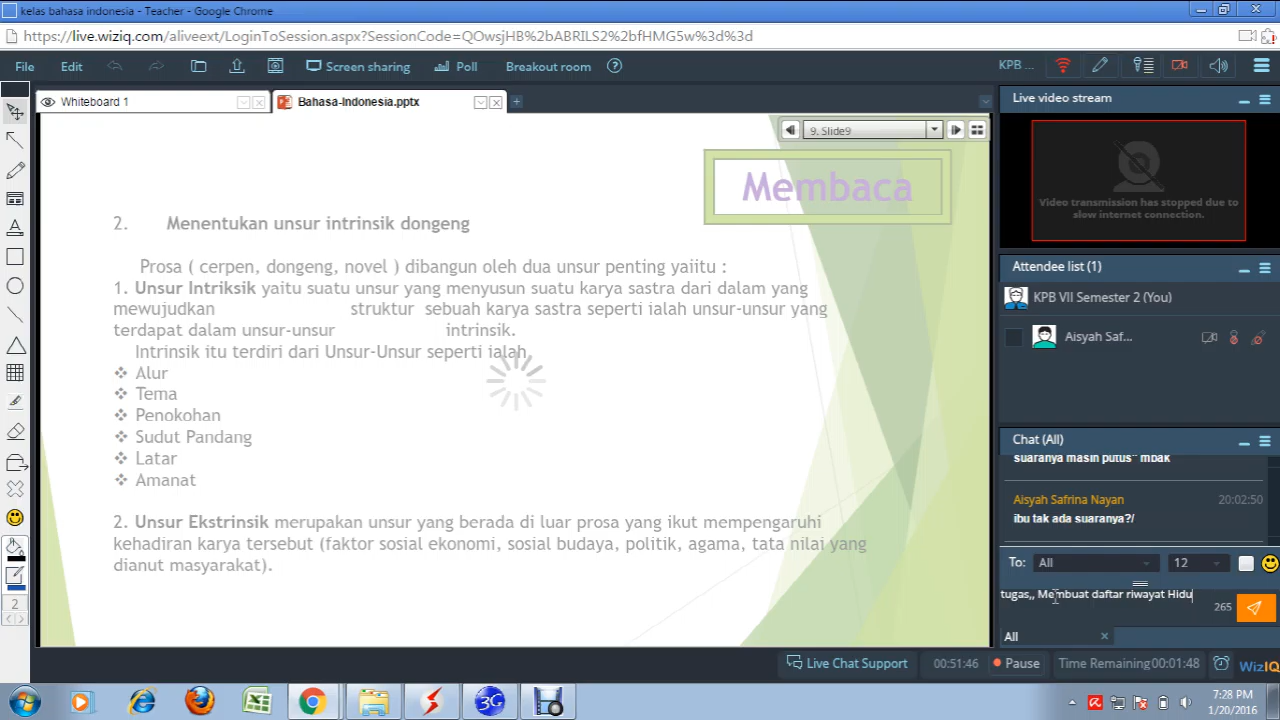 kelas bahasa indonesia - Teacher - Google Chrome
https://live.wiziq.com/aliveext/LoginToSession.aspx?SessionCode=QOwsjHB%2bABRILS2%2bfHMG5w%3d%3d
File Edit Screen sharing Poll Breakout room KPB ...
Whiteboard 1 Bahasa-Indonesia.pptx
9. Slide9
Membaca
2. Menentukan unsur intrinsik dongeng
Prosa ( cerpen, dongeng, novel ) dibangun oleh dua unsur penting yaiitu :
1. Unsur Intriksik yaitu suatu unsur yang menyusun suatu karya sastra dari dalam yang
mewujudkan struktur sebuah karya sastra seperti ialah unsur-unsur yang
terdapat dalam unsur-unsur intrinsik.
Intrinsik itu terdiri dari Unsur-Unsur seperti ialah,
❖ Alur
❖ Tema
❖ Penokohan
❖ Sudut Pandang
❖ Latar
❖ Amanat
2. Unsur Ekstrinsik merupakan unsur yang berada di luar prosa yang ikut mempengaruhi
kehadiran karya tersebut (faktor sosial ekonomi, sosial budaya, politik, agama, tata nilai yang
dianut masyarakat).
2
Live video stream
Video transmission has stopped due to
slow internet connection.
Attendee list (1)
KPB VII Semester 2 (You)
Aisyah Saf...
Chat (All)
suaranya masin putus" mbak
Aisyah Safrina Nayan 20:02:50
ibu tak ada suaranya?/
To: All 12
tugas,, Membuat daftar riwayat Hidu
265
All
Live Chat Support 00:51:46 Pause Time Remaining 00:01:48 WizIQ
3G
7:28 PM
1/20/2016